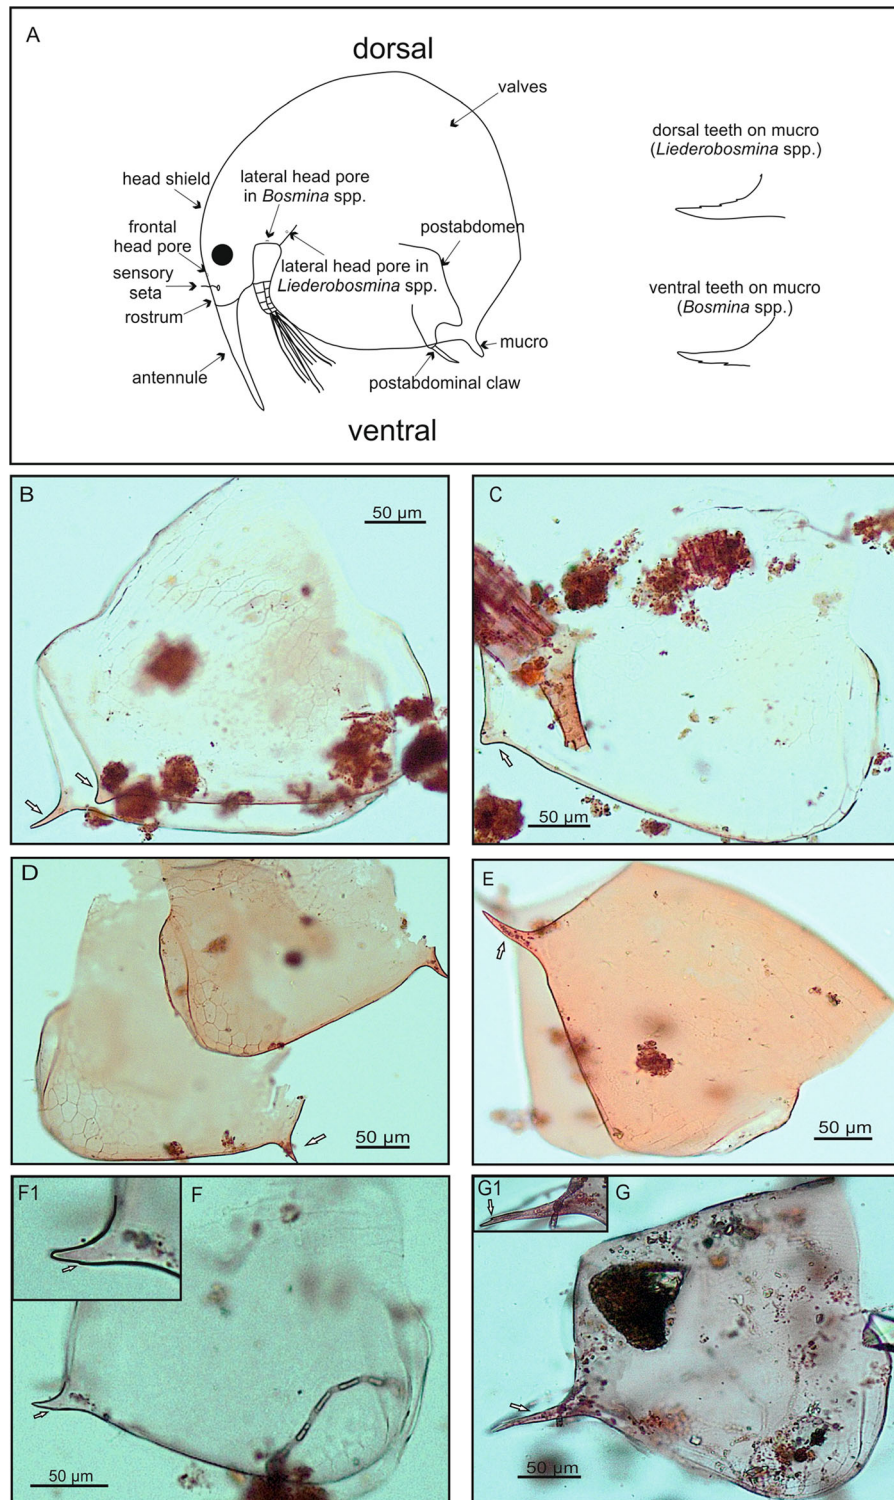 A
dorsal
valves
dorsal teeth on mucro
(Liederobosmina spp.)
head shield
lateral head pore
in Bosmina spp.
frontal
head pore
postabdomen
sensory
seta
lateral head pore in
Liederobosmina spp.
ventral teeth on mucro
(Bosmina spp.)
rostrum
mucro
antennule
postabdominal claw
ventral
B
50 µm
C
50 µm
D
50 µm
E
50 µm
F1
F
50 µm
G1
G
50 µm